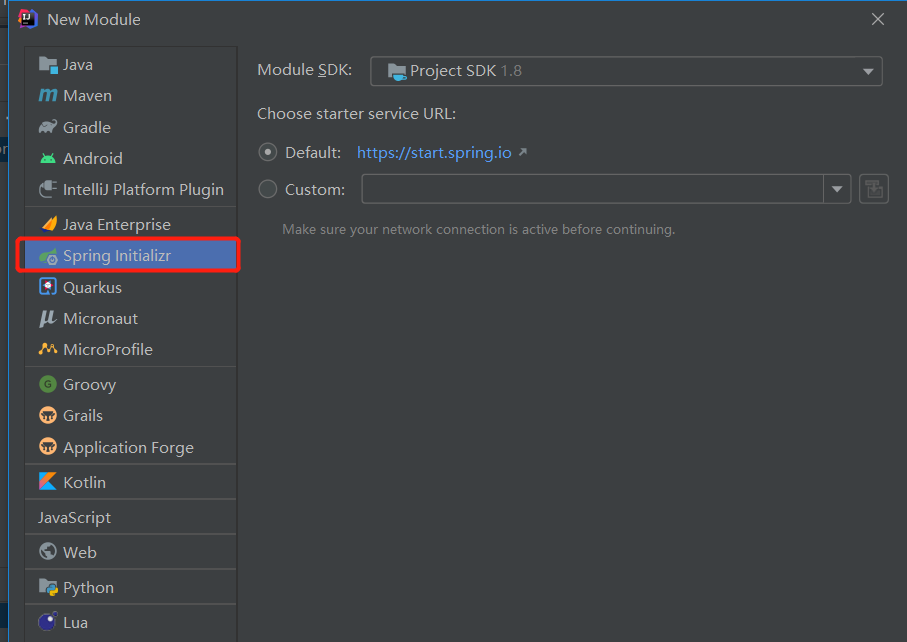 New Module
Java
Maven
Gradle
Android
IntelliJ Platform Plugin
Java Enterprise
Spring Initializr
Quarkus
Micronaut
MicroProfile
Groovy
Grails
Application Forge
Kotlin
JavaScript
Web
Python
Lua
Module SDK: Project SDK 1.8
Choose starter service URL:
Default: https://start.spring.io
Custom:
Make sure your network connection is active before continuing.